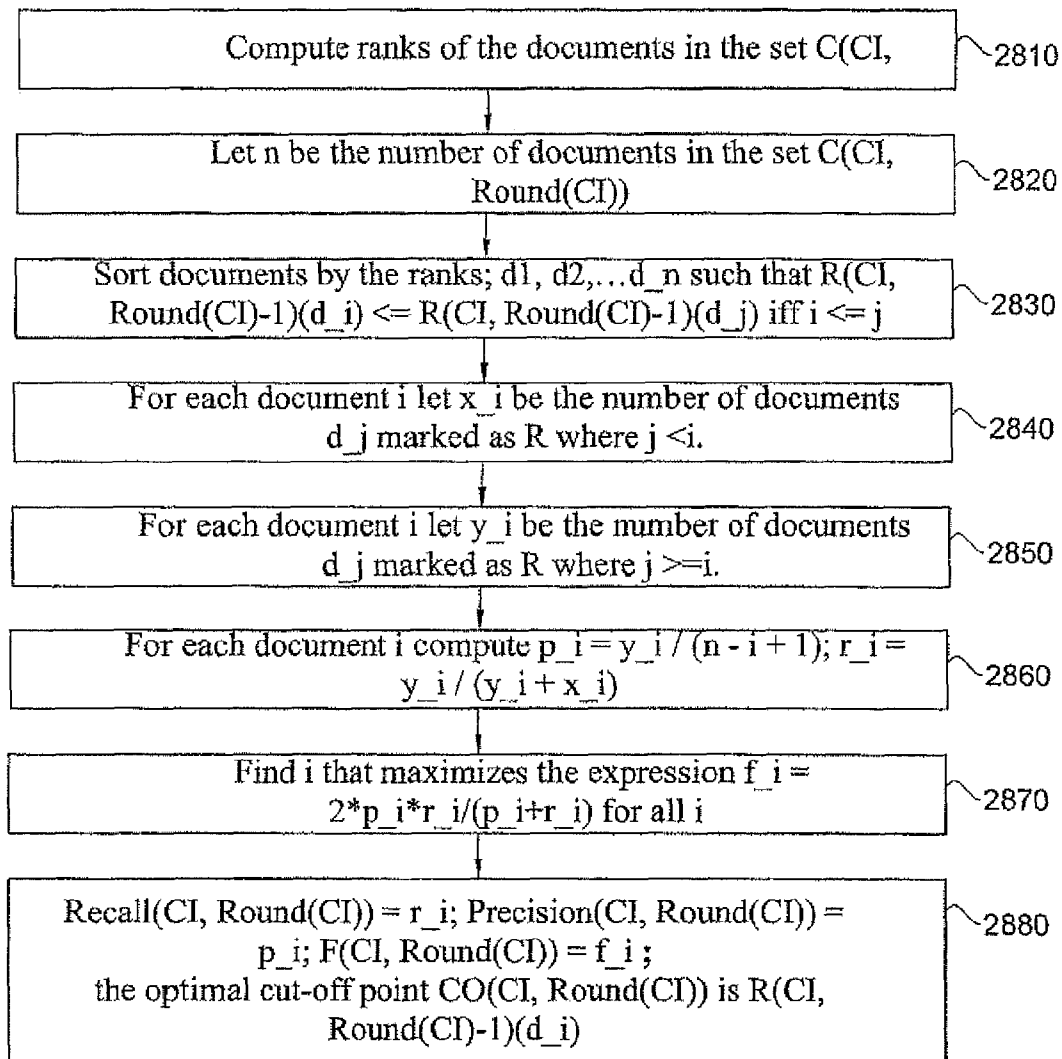 Compute ranks of the documents in the set C(CI,
2810
Let n be the number of documents in the set C(CI,
Round(CI))
2820
Sort documents by the ranks; d1, d2,...d_n such that R(CI,
Round(CI)-1)(d_i) <= R(CI, Round(CI)-1)(d_j) iff i <= j
2830
For each document i let x_i be the number of documents
d_j marked as R where j <i.
2840
For each document i let y_i be the number of documents
d_j marked as R where j >=i.
2850
For each document i compute p_i = y_i / (n - i + 1); r_i =
y_i / (y_i + x_i)
2860
Find i that maximizes the expression f_i =
2*p_i*r_i/(p_i+r_i) for all i
2870
Recall(CI, Round(CI)) = r_i; Precision(CI, Round(CI)) =
p_i; F(CI, Round(CI)) = f_i ;
the optimal cut-off point CO(CI, Round(CI)) is R(CI,
Round(CI)-1)(d_i)
2880